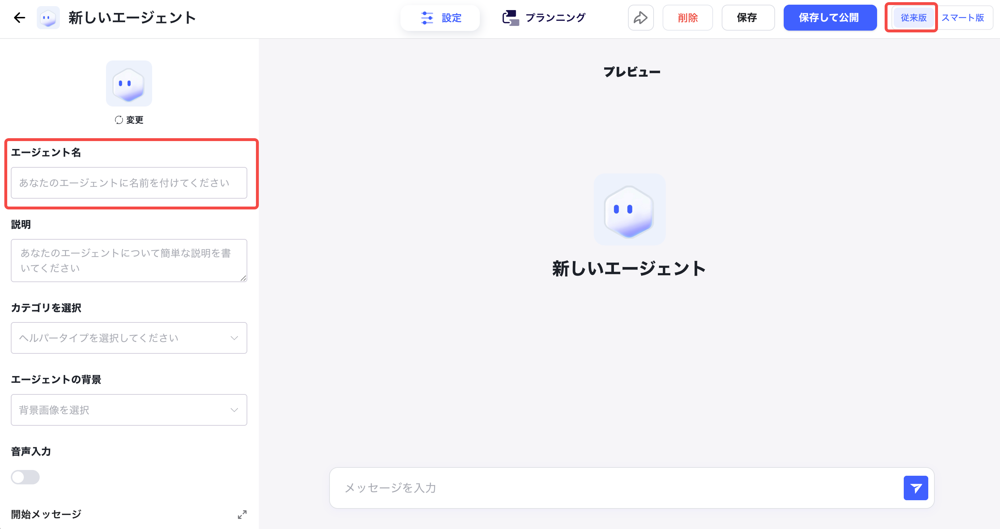 新しいエージェント
設定
プランニング
削除
保存
保存して公開
従来版
スマート版
変更
エージェント名
あなたのエージェントに名前を付けてください
説明
あなたのエージェントについて簡単な説明を書
いてください
カテゴリを選択
ヘルパータイプを選択してください
エージェントの背景
背景画像を選択
音声入力
開始メッセージ
プレビュー
新しいエージェント
メッセージを入力